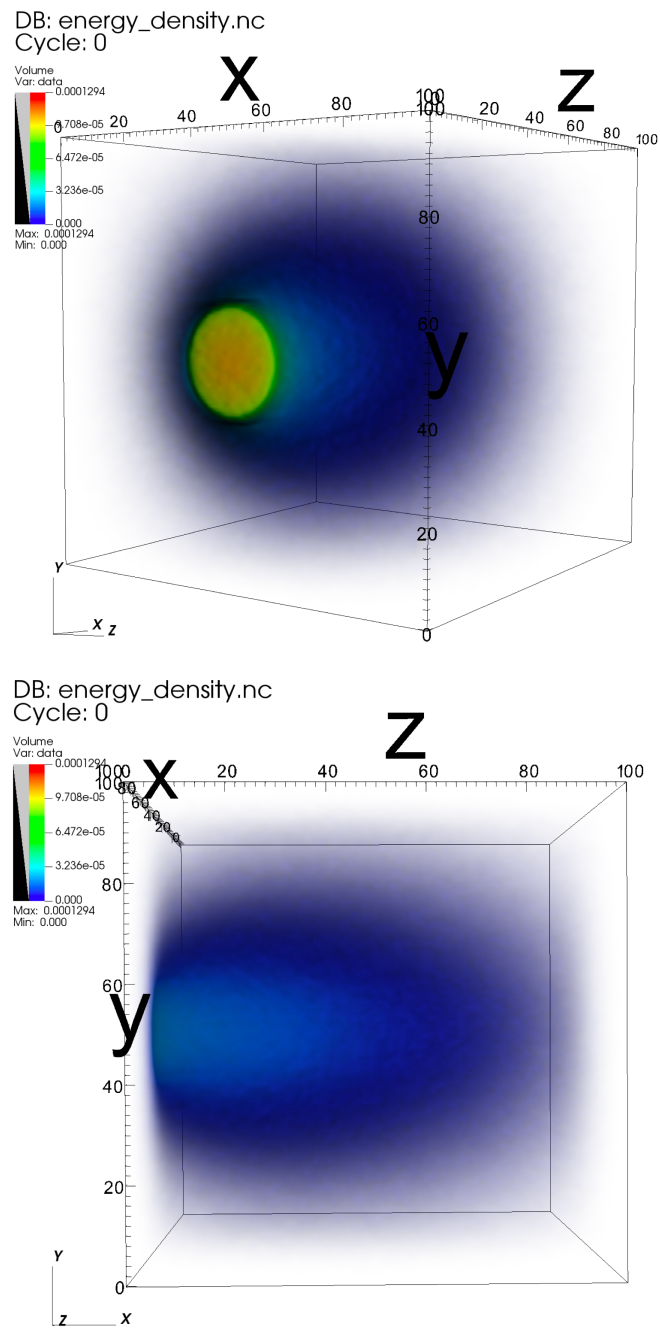 DB: energy_density.nc
Cycle: 0
Volume
Var: data
0.0001294
9.708e-05
6.472e-05
3.236e-05
0.000
Max: 0.0001294
Min: 0.000
X
Z
0 20 40 60 80 100
0 20 40 60 80 100
80
60
y
40
20
0
Y
X Z
DB: energy_density.nc
Cycle: 0
Z
Volume
Var: data
0.0001294
9.708e-05
6.472e-05
3.236e-05
0.000
Max: 0.0001294
Min: 0.000
X
100 20 40 60 80 100
80 60 40 20 0
80
60
y
40
20
0
Y
Z X